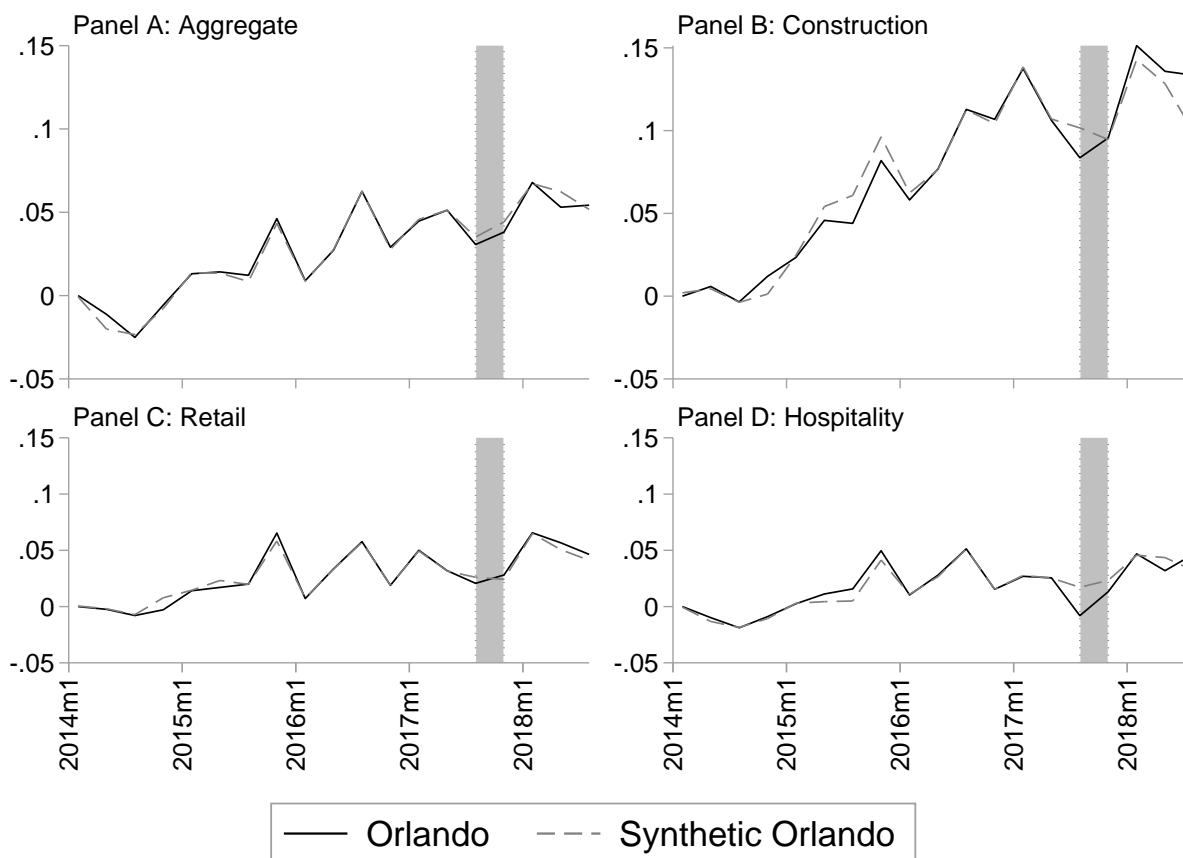 Panel A: Aggregate
.15
.1
.05
0
-.05
Panel B: Construction
.15
.1
.05
0
-.05
Panel C: Retail
.15
.1
.05
0
-.05
2014m1
2015m1
2016m1
2017m1
2018m1
Panel D: Hospitality
.15
.1
.05
0
-.05
2014m1
2015m1
2016m1
2017m1
2018m1
Orlando
Synthetic Orlando